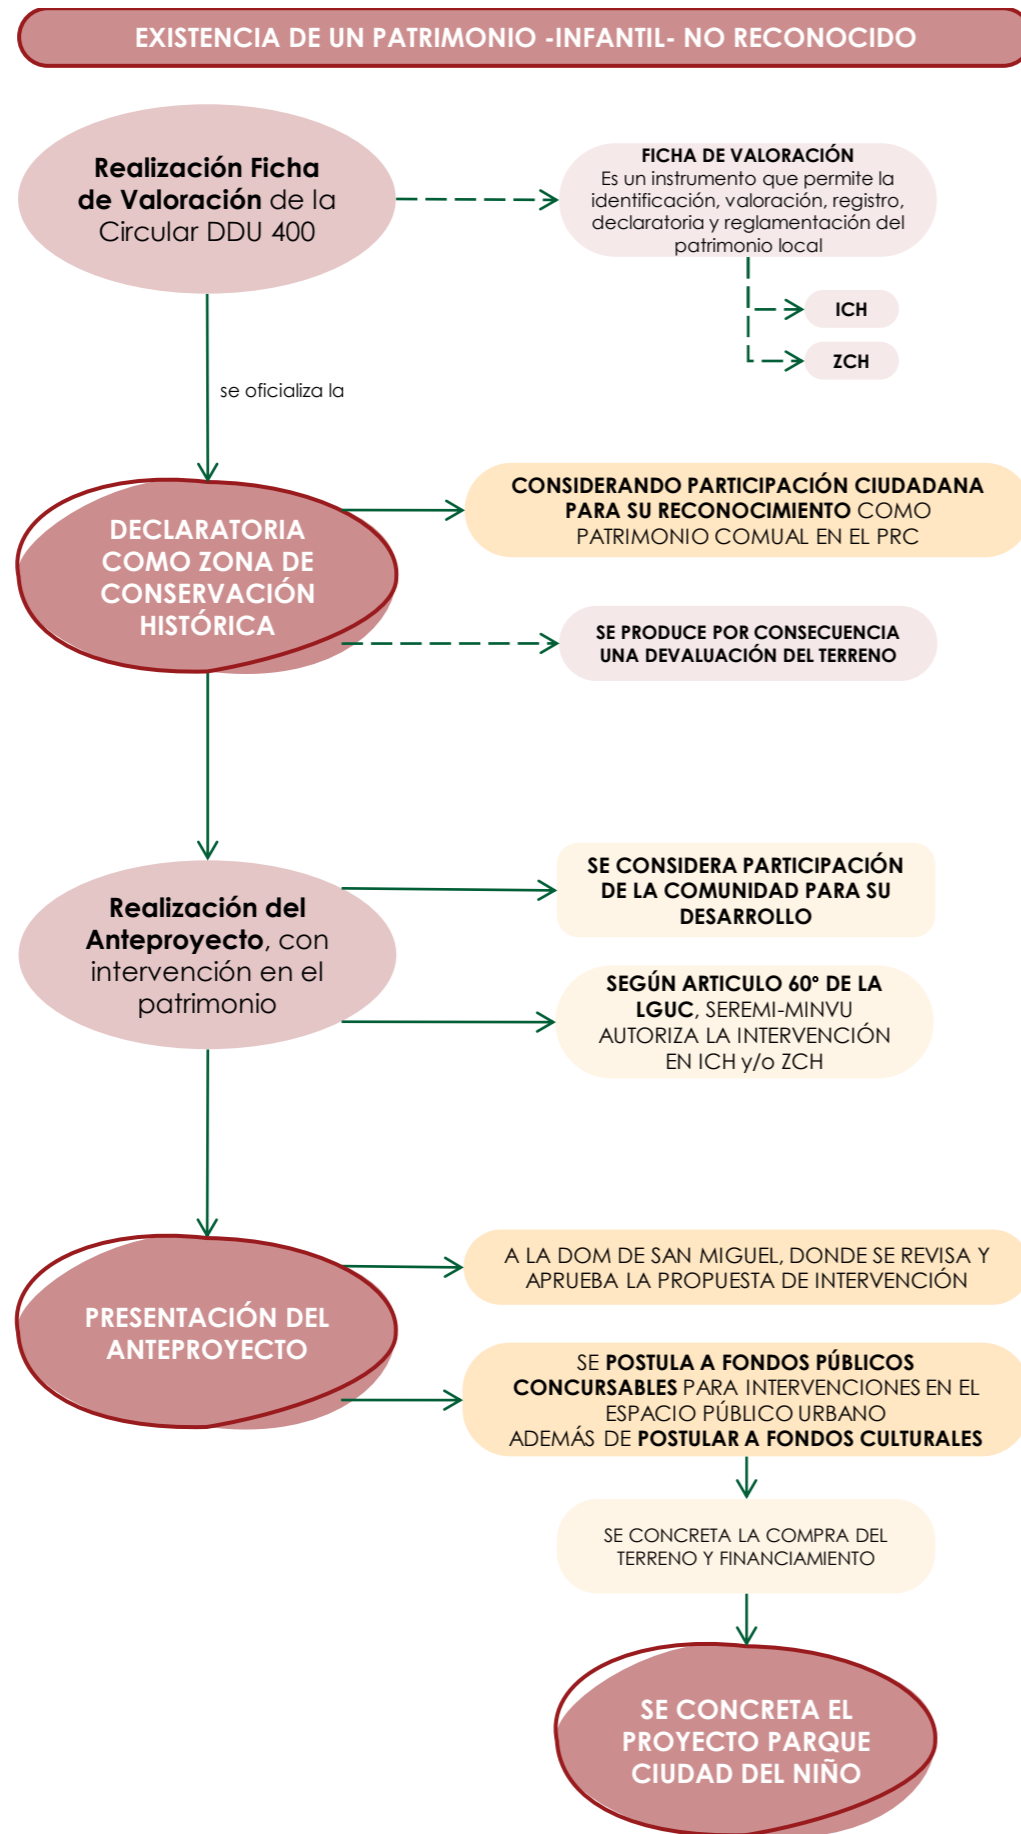 EXISTENCIA DE UN PATRIMONIO -INFANTIL- NO RECONOCIDO
Realización Ficha
de Valoración de la
Circular DDU 400
FICHA DE VALORACIÓN
Es un instrumento que permite la
identificación, valoración, registro,
declaratoria y reglamentación del
patrimonio local
ICH
ZCH
se oficializa la
DECLARATORIA
COMO ZONA DE
CONSERVACIÓN
HISTÓRICA
CONSIDERANDO PARTICIPACIÓN CIUDADANA
PARA SU RECONOCIMIENTO COMO
PATRIMONIO COMUAL EN EL PRC
SE PRODUCE POR CONSECUENCIA
UNA DEVALUACIÓN DEL TERRENO
Realización del
Anteproyecto, con
intervención en el
patrimonio
SE CONSIDERA PARTICIPACIÓN
DE LA COMUNIDAD PARA SU
DESARROLLO
SEGÚN ARTICULO 60º DE LA
LGUC, SEREMI-MINVU
AUTORIZA LA INTERVENCIÓN
EN ICH y/o ZCH
PRESENTACIÓN DEL
ANTEPROYECTO
A LA DOM DE SAN MIGUEL, DONDE SE REVISA Y
APRUEBA LA PROPUESTA DE INTERVENCIÓN
SE POSTULA A FONDOS PÚBLICOS
CONCURSABLES PARA INTERVENCIONES EN EL
ESPACIO PÚBLICO URBANO
ADEMÁS DE POSTULAR A FONDOS CULTURALES
SE CONCRETA LA COMPRA DEL
TERRENO Y FINANCIAMIENTO
SE CONCRETA EL
PROYECTO PARQUE
CIUDAD DEL NIÑO